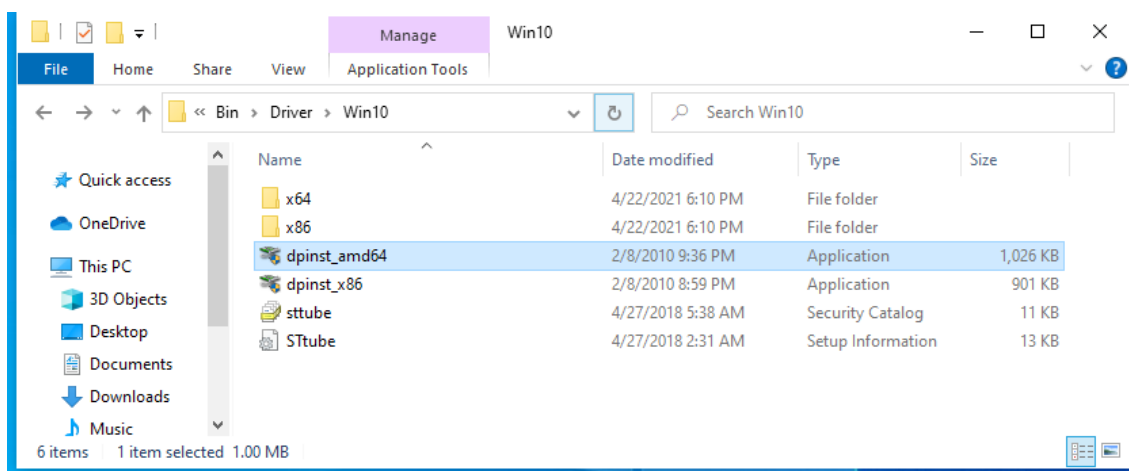 Manage
Win10
File
Home
Share
View
Application Tools
« Bin > Driver > Win10
Search Win10
Name
Date modified
Type
Size
Quick access
OneDrive
This PC
3D Objects
Desktop
Documents
Downloads
Music
x64 4/22/2021 6:10 PM File folder
x86 4/22/2021 6:10 PM File folder
dpinst_amd64 2/8/2010 9:36 PM Application 1,026 KB
dpinst_x86 2/8/2010 8:59 PM Application 901 KB
sttube 4/27/2018 5:38 AM Security Catalog 11 KB
STtube 4/27/2018 2:31 AM Setup Information 13 KB
6 items 1 item selected 1.00 MB